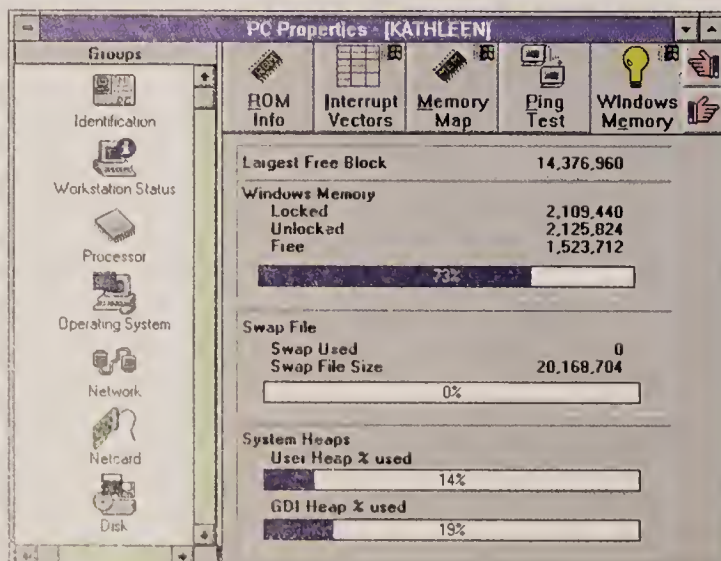 PC Properties - [KATHLEEN]
Groups
Identification
Workstation Status
Processor
Operating System
Network
Netcard
Disk
ROM Info
Interrupt Vectors
Memory Map
Ping Test
Windows Memory
Largest Free Block 14,376,960
Windows Memory
Locked 2,109,440
Unlocked 2,125,824
Free 1,523,712
73%
Swap File
Swap Used 0
Swap File Size 20,168,704
0%
System Heaps
User Heap % used
14%
GDI Heap % used
19%